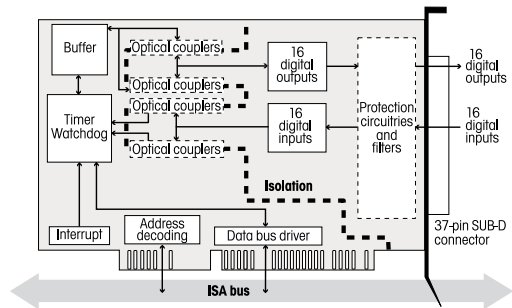 Buffer
Optical couplers
Optical couplers
Optical couplers
Optical couplers
Timer
Watchdog
16
digital
outputs
16
digital
inputs
Protection
circuitries
and
filters
16
digital
outputs
16
digital
inputs
Isolation
37-pin SUB-D
connector
Interrupt
Address
decoding
Data bus driver
ISA bus